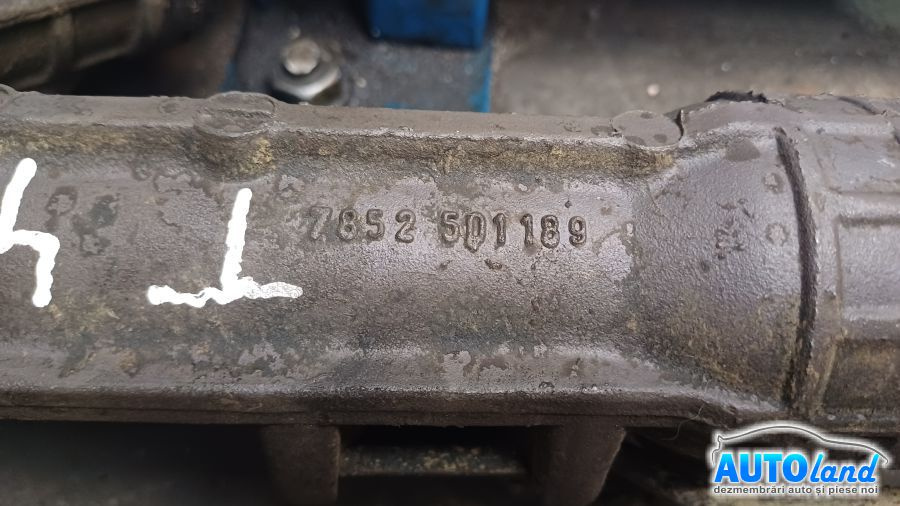 7852 501189
AUTOland
dezmembrări auto și piese noi